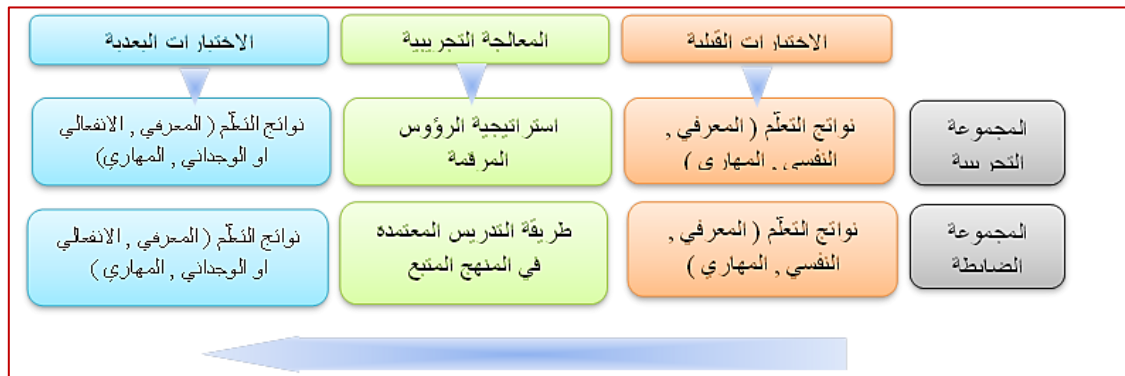 الاختبارات القبلية
المعالجة التجريبية
الاختبارات البعدية
المجموعة
التجريبية
نواتج التعلّم ( المعرفي ,
النفسي , المهاري )
استراتيجية الرؤوس
المرقمة
نواتج التعلّم ( المعرفي , الانفعالي
او الوجداني , المهاري)
المجموعة
الضابطة
نواتج التعلّم ( المعرفي ,
النفسي , المهاري )
طريقة التدريس المعتمده
في المنهج المتبع
نواتج التعلّم ( المعرفي , الانفعالي
او الوجداني , المهاري )